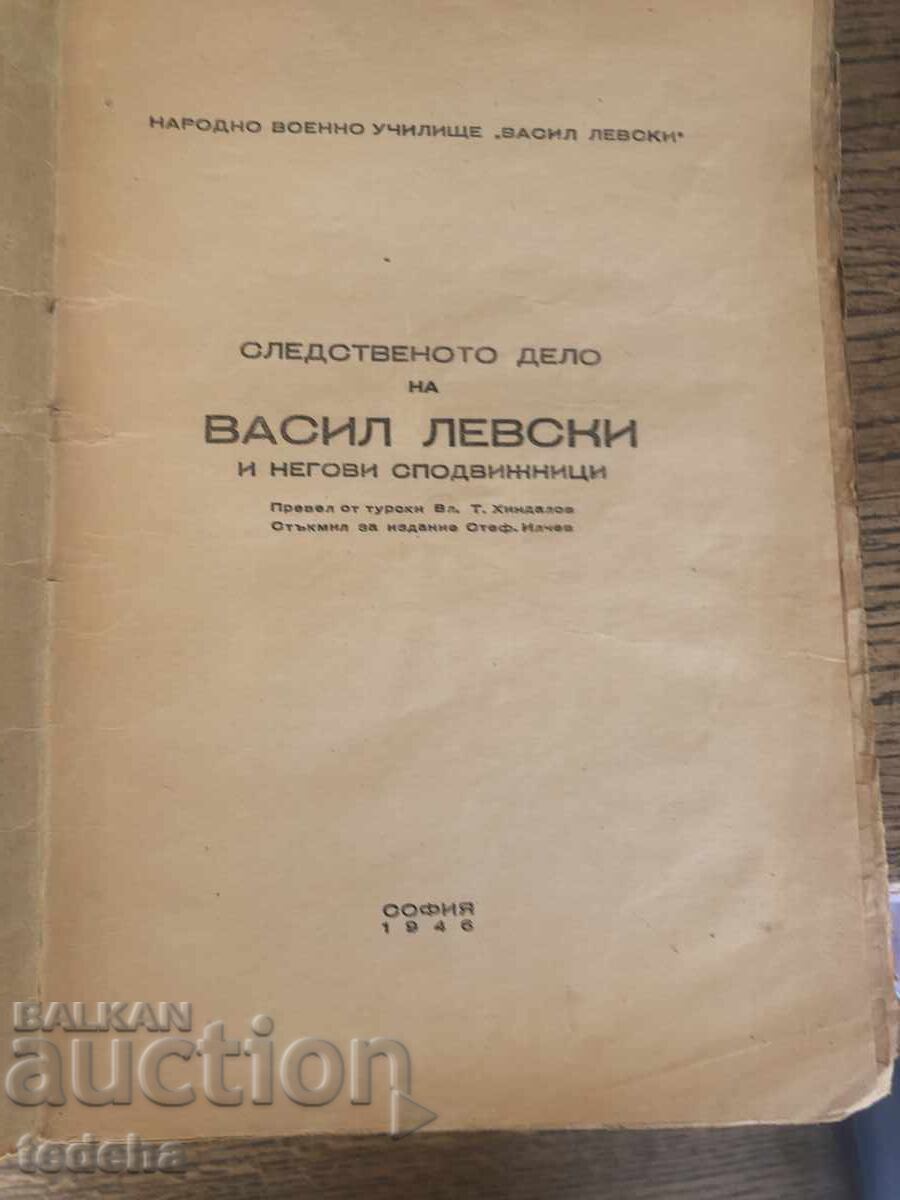 НАРОДНО ВОЕННО УЧИЛИЩЕ „ВАСИЛ ЛЕВСКИ“
СЛЕДСТВЕНОТО ДЕЛО
НА
ВАСИЛ ЛЕВСКИ
И НЕГОВИ СПОДВИЖНИЦИ
Превел от турски Вл. Т. Хиндалов
Стъкмил за издание Стеф. Илчев
СОФИЯ
1946
BALKAN
auction
tedeha